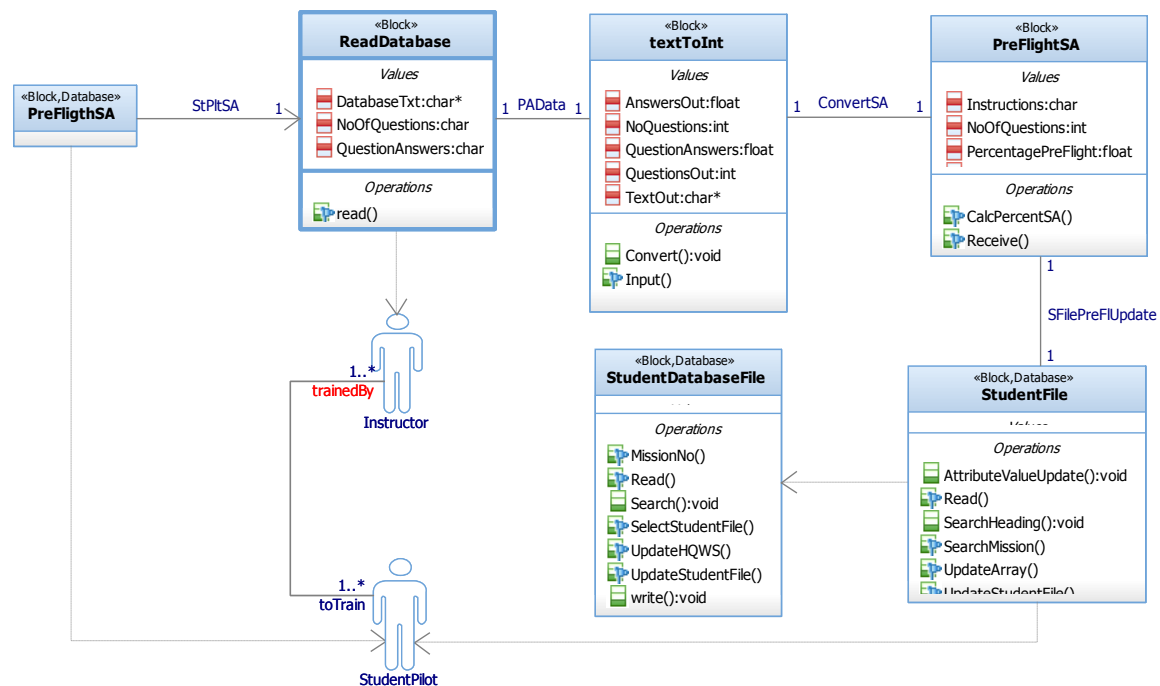 «Block,Database»
PreFligthSA
StPltSA
1
«Block»
ReadDatabase
Values
DatabaseTxt:char*
NoOfQuestions:char
QuestionAnswers:char
Operations
read()
1
PAData
1
«Block»
textToInt
Values
AnswersOut:float
NoQuestions:int
QuestionAnswers:float
QuestionsOut:int
TextOut:char*
Operations
Convert():void
Input()
1
ConvertSA
1
«Block»
PreFlightSA
Values
Instructions:char
NoOfQuestions:int
PercentagePreFlight:float
Operations
CalcPercentSA()
Receive()
1
SFilePreFlUpdate
1
1..*
trainedBy
Instructor
«Block,Database»
StudentDatabaseFile
Operations
MissionNo()
Read()
Search():void
SelectStudentFile()
UpdateHQWS()
UpdateStudentFile()
write():void
«Block,Database»
StudentFile
Values
Operations
AttributeValueUpdate():void
Read()
SearchHeading():void
SearchMission()
UpdateArray()
UpdateStudentFile()
1..*
toTrain
StudentPilot